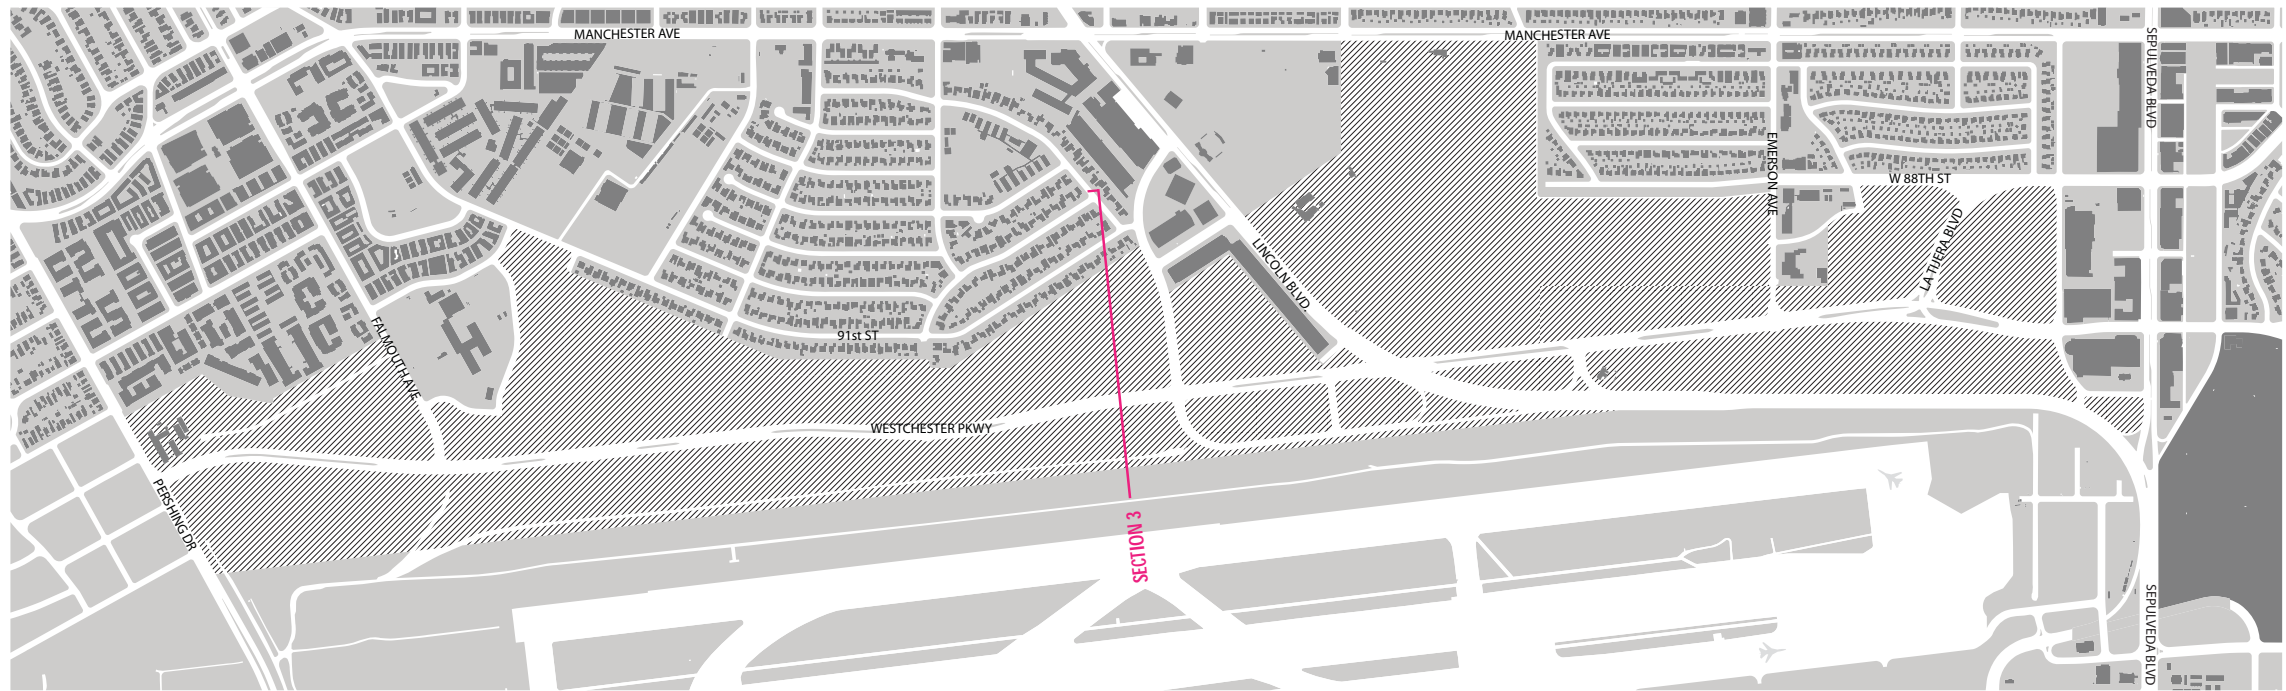 MANCHESTER AVE
MANCHESTER AVE
SEPULVEDA BLVD
EMERSON AVE
W 88TH ST
LA TIJERA BLVD
LINCOLN BLVD.
FALMOUTH AVE
91st ST
WESTCHESTER PKWY
PERSHING DR
SECTION 3
SEPULVEDA BLVD